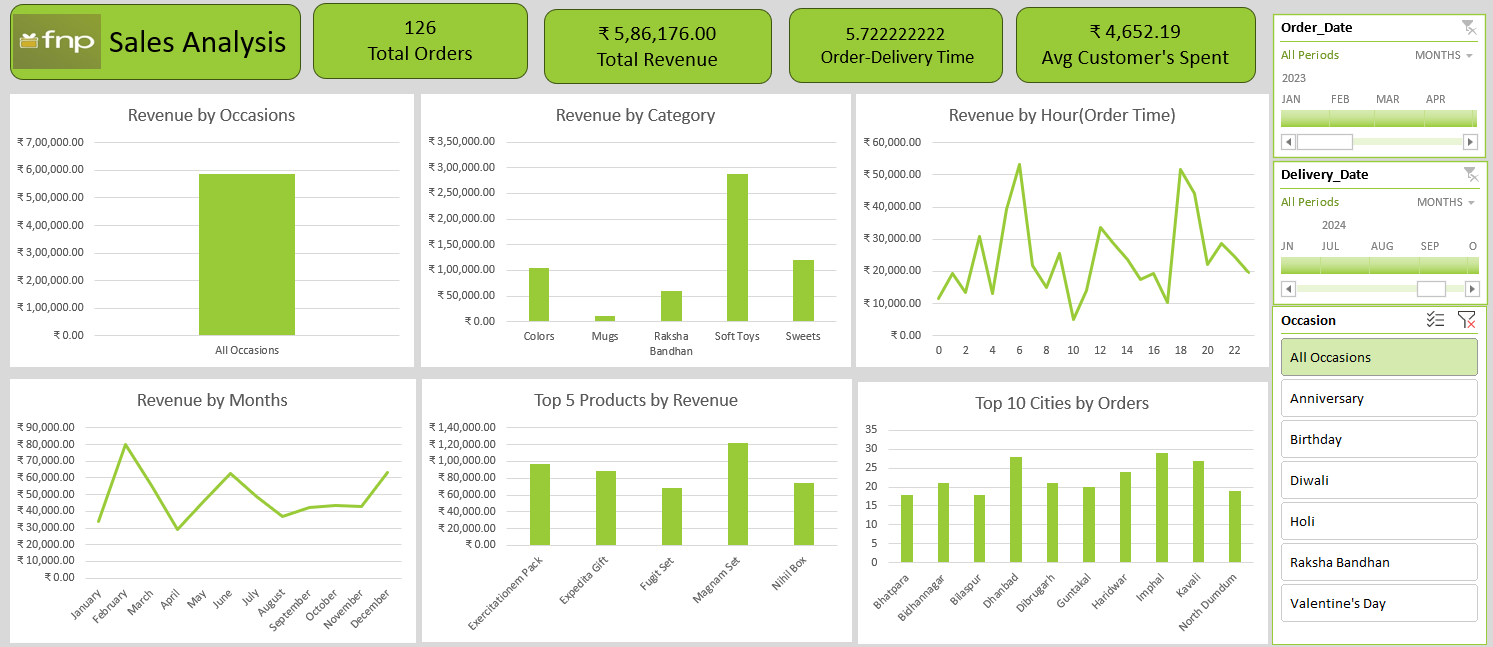 fnp Sales Analysis
126
Total Orders
₹ 5,86,176.00
Total Revenue
5.722222222
Order-Delivery Time
₹ 4,652.19
Avg Customer's Spent
Order_Date
All Periods MONTHS
2023
JAN FEB MAR APR
Delivery_Date
All Periods MONTHS
2024
JN JUL AUG SEP O
Occasion
All Occasions
Anniversary
Birthday
Diwali
Holi
Raksha Bandhan
Valentine's Day
Revenue by Occasions
₹ 7,00,000.00
₹ 6,00,000.00
₹ 5,00,000.00
₹ 4,00,000.00
₹ 3,00,000.00
₹ 2,00,000.00
₹ 1,00,000.00
₹ 0.00
All Occasions
Revenue by Category
₹ 3,50,000.00
₹ 3,00,000.00
₹ 2,50,000.00
₹ 2,00,000.00
₹ 1,50,000.00
₹ 1,00,000.00
₹ 50,000.00
₹ 0.00
Colors Mugs Raksha Bandhan Soft Toys Sweets
Revenue by Hour(Order Time)
₹ 60,000.00
₹ 50,000.00
₹ 40,000.00
₹ 30,000.00
₹ 20,000.00
₹ 10,000.00
₹ 0.00
0 2 4 6 8 10 12 14 16 18 20 22
Revenue by Months
₹ 90,000.00
₹ 80,000.00
₹ 70,000.00
₹ 60,000.00
₹ 50,000.00
₹ 40,000.00
₹ 30,000.00
₹ 20,000.00
₹ 10,000.00
₹ 0.00
January
February
March
April
May
June
July
August
September
October
November
December
Top 5 Products by Revenue
₹ 1,40,000.00
₹ 1,20,000.00
₹ 1,00,000.00
₹ 80,000.00
₹ 60,000.00
₹ 40,000.00
₹ 20,000.00
₹ 0.00
Exercitationem Pack
Expedita Gift
Fugit Set
Magnam Set
Nihil Box
Top 10 Cities by Orders
35
30
25
20
15
10
5
0
Bhatpara
Bidhannagar
Bilaspur
Dhanbad
Dibrugarh
Guntakal
Haridwar
Imphal
Kavali
North Dumdum